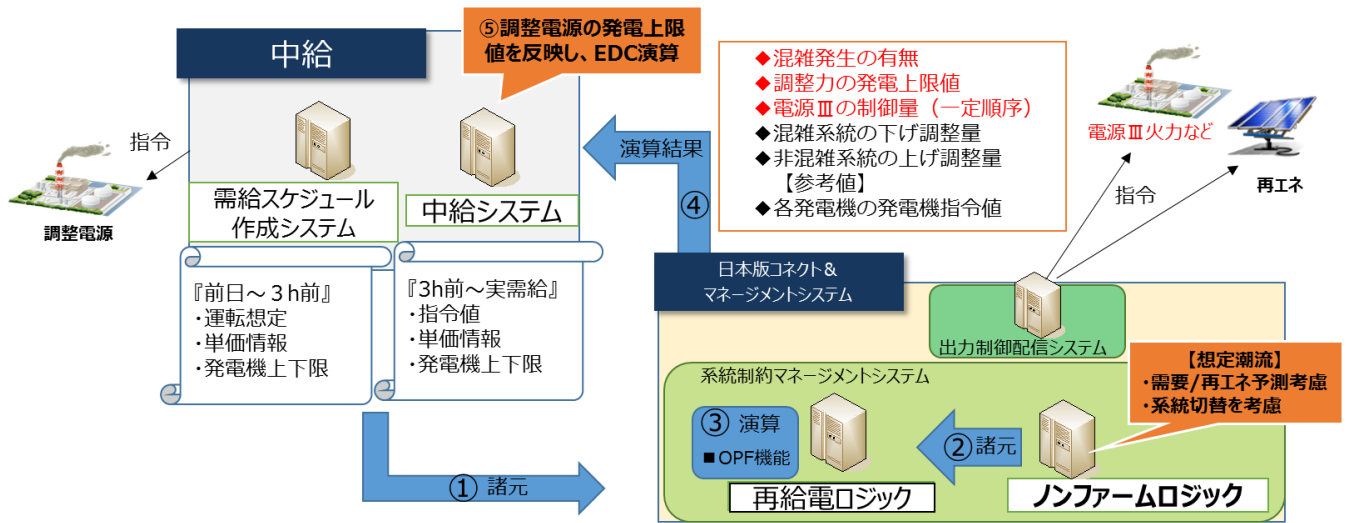 中給
⑤調整電源の発電上限
値を反映し、EDC演算
指令
調整電源
需給スケジュール
作成システム
中給システム
『前日～３h前』
・運転想定
・単価情報
・発電機上下限
『3h前～実需給』
・指令値
・単価情報
・発電機上下限
① 諸元
演算結果
④
◆混雑発生の有無
◆調整力の発電上限値
◆電源Ⅲの制御量（一定順序）
◆混雑系統の下げ調整量
◆非混雑系統の上げ調整量
【参考値】
◆各発電機の発電機指令値
電源Ⅲ火力など
再エネ
指令
日本版コネクト＆
マネージメントシステム
出力制御配信システム
系統制約マネージメントシステム
【想定潮流】
・需要/再エネ予測考慮
・系統切替を考慮
③ 演算
■OPF機能
②諸元
再給電ロジック
ノンファームロジック